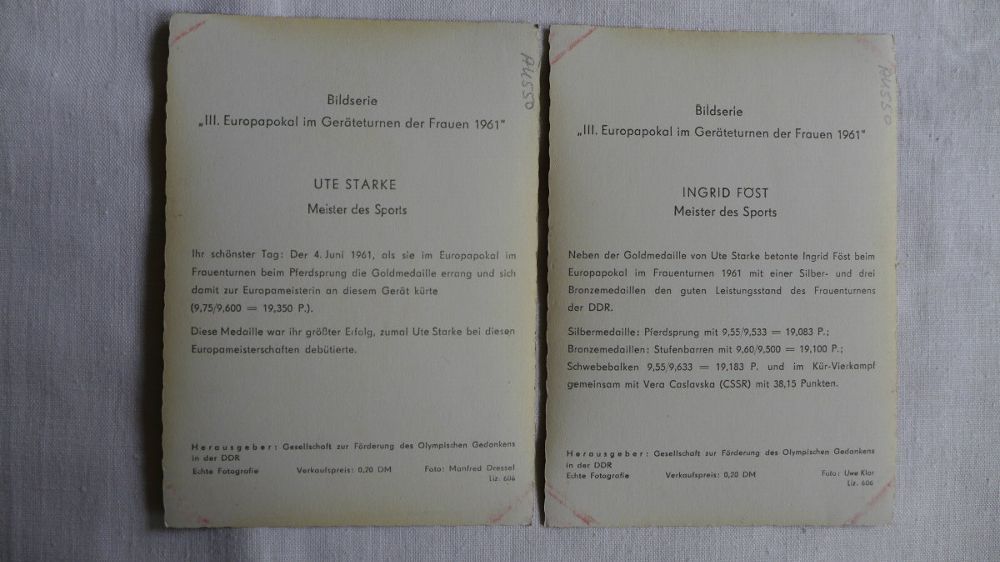 Bildserie
„III. Europapokal im Geräteturnen der Frauen 1961"
UTE STARKE
Meister des Sports
Ihr schönster Tag: Der 4. Juni 1961, als sie im Europapokal im
Frauenturnen beim Pferdsprung die Goldmedaille errang und sich
damit zur Europameisterin an diesem Gerät kürte
(9,75/9,600 = 19,350 P.).
Diese Medaille war ihr größter Erfolg, zumal Ute Starke bei diesen
Europameisterschaften debütierte.
Herausgeber: Gesellschaft zur Förderung des Olympischen Gedankens
in der DDR
Echte Fotografie Verkaufspreis: 0,20 DM Foto: Manfred Dressel
Liz. 606
AUSSO
Bildserie
„III. Europapokal im Geräteturnen der Frauen 1961"
INGRID FÖST
Meister des Sports
Neben der Goldmedaille von Ute Starke betonte Ingrid Föst beim
Europapokal im Frauenturnen 1961 mit einer Silber- und drei
Bronzemedaillen den guten Leistungsstand des Frauenturnens
der DDR.
Silbermedaille: Pferdsprung mit 9,55/9,533 = 19,083 P.;
Bronzemedaillen: Stufenbarren mit 9,60/9,500 = 19,100 P.;
Schwebebalken 9,55/9,633 = 19,183 P. und im Kür-Vierkampf
gemeinsam mit Vera Caslavska (CSSR) mit 38,15 Punkten.
Herausgeber: Gesellschaft zur Förderung des Olympischen Gedankens
in der DDR
Echte Fotografie Verkaufspreis: 0,20 DM Foto: Uwe Klar
Liz. 606
AUSSO